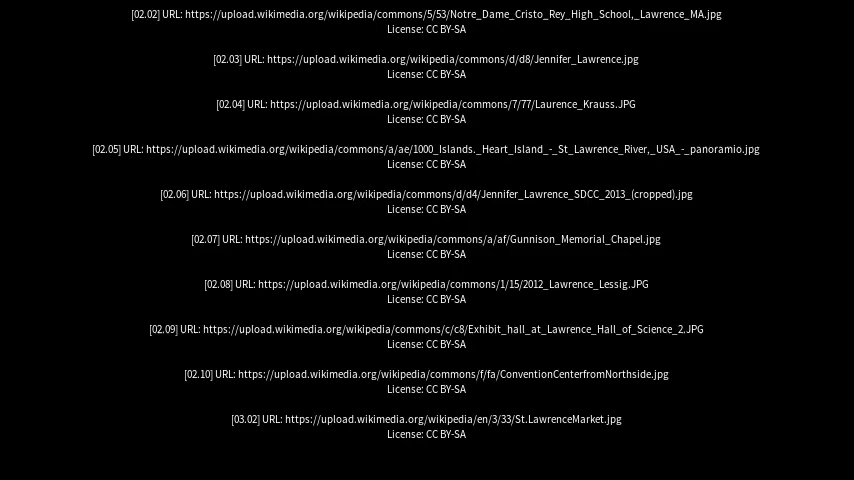 [02.02] URL: https://upload.wikimedia.org/wikipedia/commons/5/53/Notre_Dame_Cristo_Rey_High_School,_Lawrence_MA.jpg
License: CC BY-SA
[02.03] URL: https://upload.wikimedia.org/wikipedia/commons/d/d8/Jennifer_Lawrence.jpg
License: CC BY-SA
[02.04] URL: https://upload.wikimedia.org/wikipedia/commons/7/77/Laurence_Krauss.JPG
License: CC BY-SA
[02.05] URL: https://upload.wikimedia.org/wikipedia/commons/a/ae/1000_Islands._Heart_Island_-_St_Lawrence_River,_USA_-_panoramio.jpg
License: CC BY-SA
[02.06] URL: https://upload.wikimedia.org/wikipedia/commons/d/d4/Jennifer_Lawrence_SDCC_2013_(cropped).jpg
License: CC BY-SA
[02.07] URL: https://upload.wikimedia.org/wikipedia/commons/a/af/Gunnison_Memorial_Chapel.jpg
License: CC BY-SA
[02.08] URL: https://upload.wikimedia.org/wikipedia/commons/1/15/2012_Lawrence_Lessig.JPG
License: CC BY-SA
[02.09] URL: https://upload.wikimedia.org/wikipedia/commons/c/c8/Exhibit_hall_at_Lawrence_Hall_of_Science_2.JPG
License: CC BY-SA
[02.10] URL: https://upload.wikimedia.org/wikipedia/commons/f/fa/ConventionCenterfromNorthside.jpg
License: CC BY-SA
[03.02] URL: https://upload.wikimedia.org/wikipedia/en/3/33/St.LawrenceMarket.jpg
License: CC BY-SA